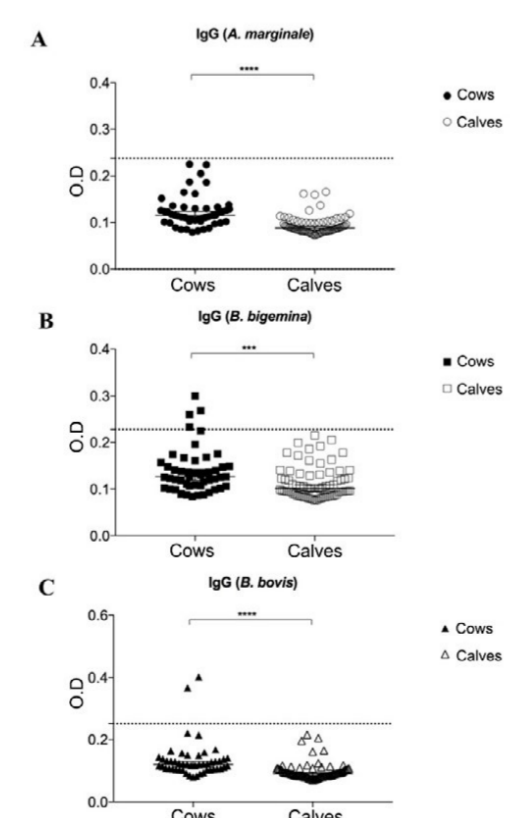 A
IgG (A. marginale)
****
0.4
0.3
0.2
0.1
0.0
O.D
Cows
Calves
Cows Calves
B
IgG (B. bigemina)
***
0.4
0.3
0.2
0.1
0.0
O.D
Cows
Calves
Cows Calves
C
IgG (B. bovis)
****
0.6
0.4
0.2
0.0
O.D
Cows
Calves
Cows Calves